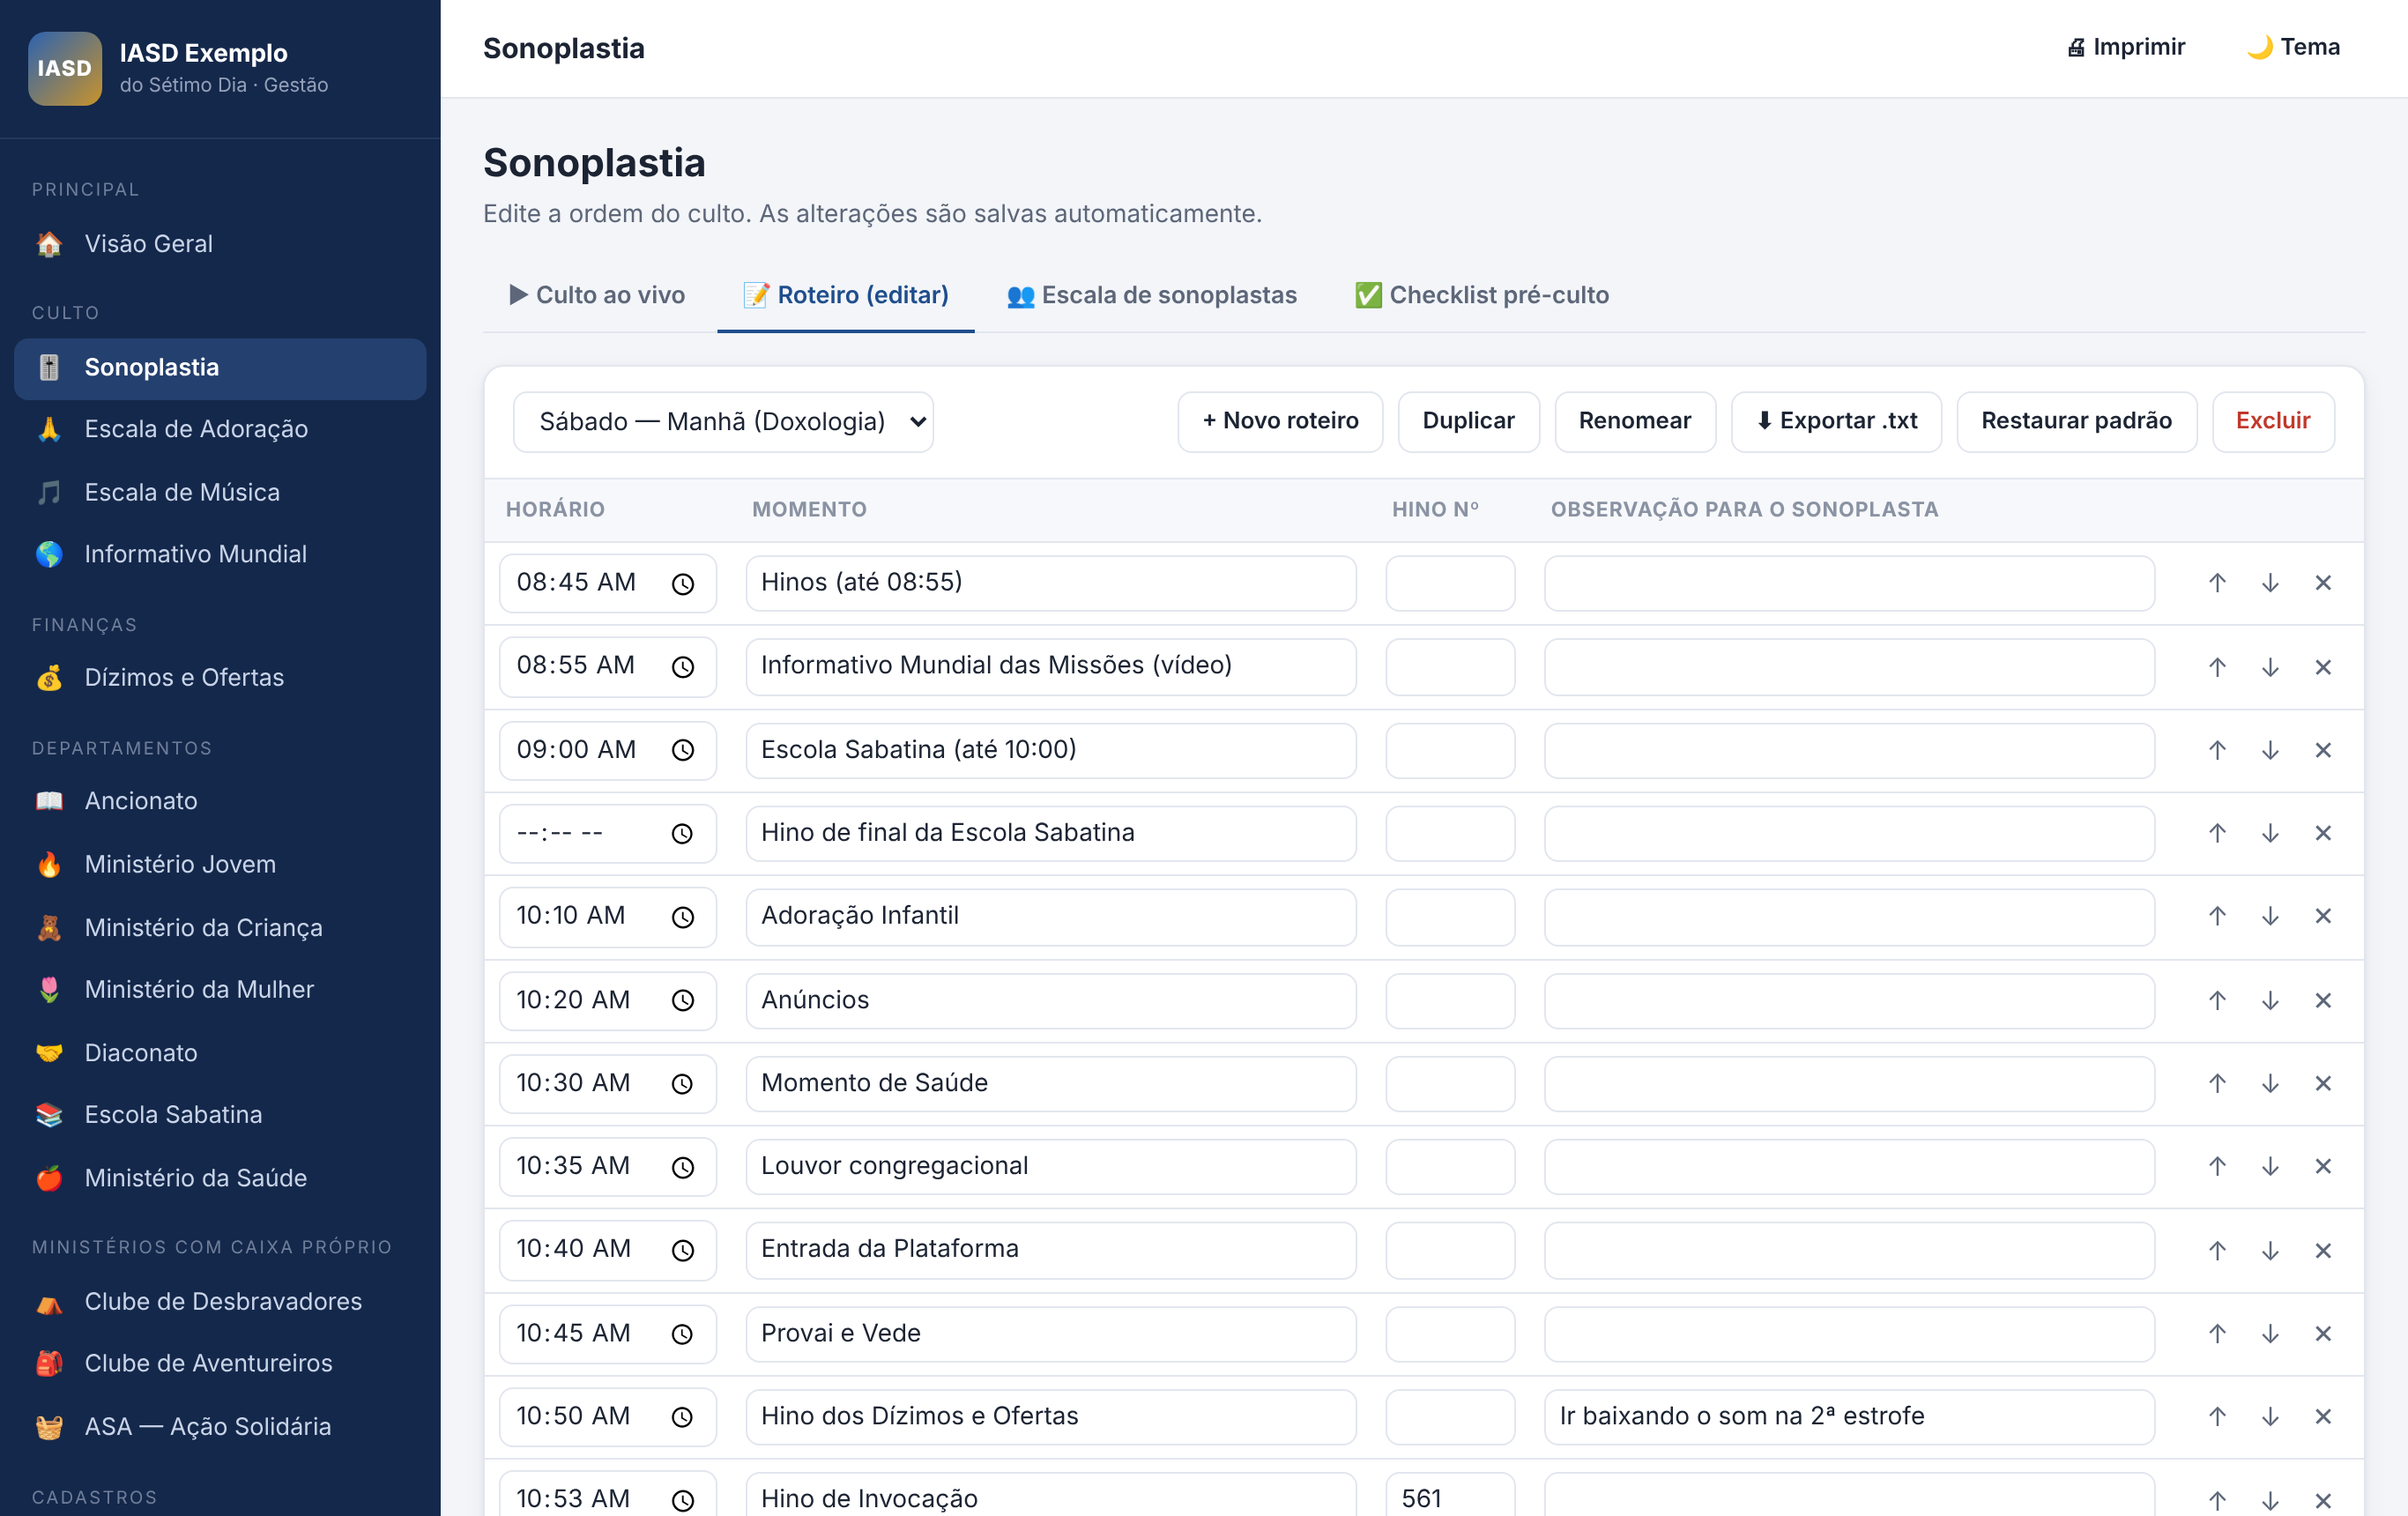 IASD
IASD Exemplo
do Sétimo Dia · Gestão
PRINCIPAL
Visão Geral
CULTO
Sonoplastia
Escala de Adoração
Escala de Música
Informativo Mundial
FINANÇAS
Dízimos e Ofertas
DEPARTAMENTOS
Ancionato
Ministério Jovem
Ministério da Criança
Ministério da Mulher
Diaconato
Escola Sabatina
Ministério da Saúde
MINISTÉRIOS COM CAIXA PRÓPRIO
Clube de Desbravadores
Clube de Aventureiros
ASA — Ação Solidária
CADASTROS
Sonoplastia
Imprimir
Tema
Sonoplastia
Edite a ordem do culto. As alterações são salvas automaticamente.
Culto ao vivo
Roteiro (editar)
Escala de sonoplastas
Checklist pré-culto
Sábado — Manhã (Doxologia)
+ Novo roteiro
Duplicar
Renomear
⬇ Exportar .txt
Restaurar padrão
Excluir
HORÁRIO MOMENTO HINO Nº OBSERVAÇÃO PARA O SONOPLASTA
08:45 AM Hinos (até 08:55) ↑ ↓ ✕
08:55 AM Informativo Mundial das Missões (vídeo) ↑ ↓ ✕
09:00 AM Escola Sabatina (até 10:00) ↑ ↓ ✕
--:-- -- Hino de final da Escola Sabatina ↑ ↓ ✕
10:10 AM Adoração Infantil ↑ ↓ ✕
10:20 AM Anúncios ↑ ↓ ✕
10:30 AM Momento de Saúde ↑ ↓ ✕
10:35 AM Louvor congregacional ↑ ↓ ✕
10:40 AM Entrada da Plataforma ↑ ↓ ✕
10:45 AM Provai e Vede ↑ ↓ ✕
10:50 AM Hino dos Dízimos e Ofertas Ir baixando o som na 2ª estrofe ↑ ↓ ✕
10:53 AM Hino de Invocação 561 ↑ ↓ ✕